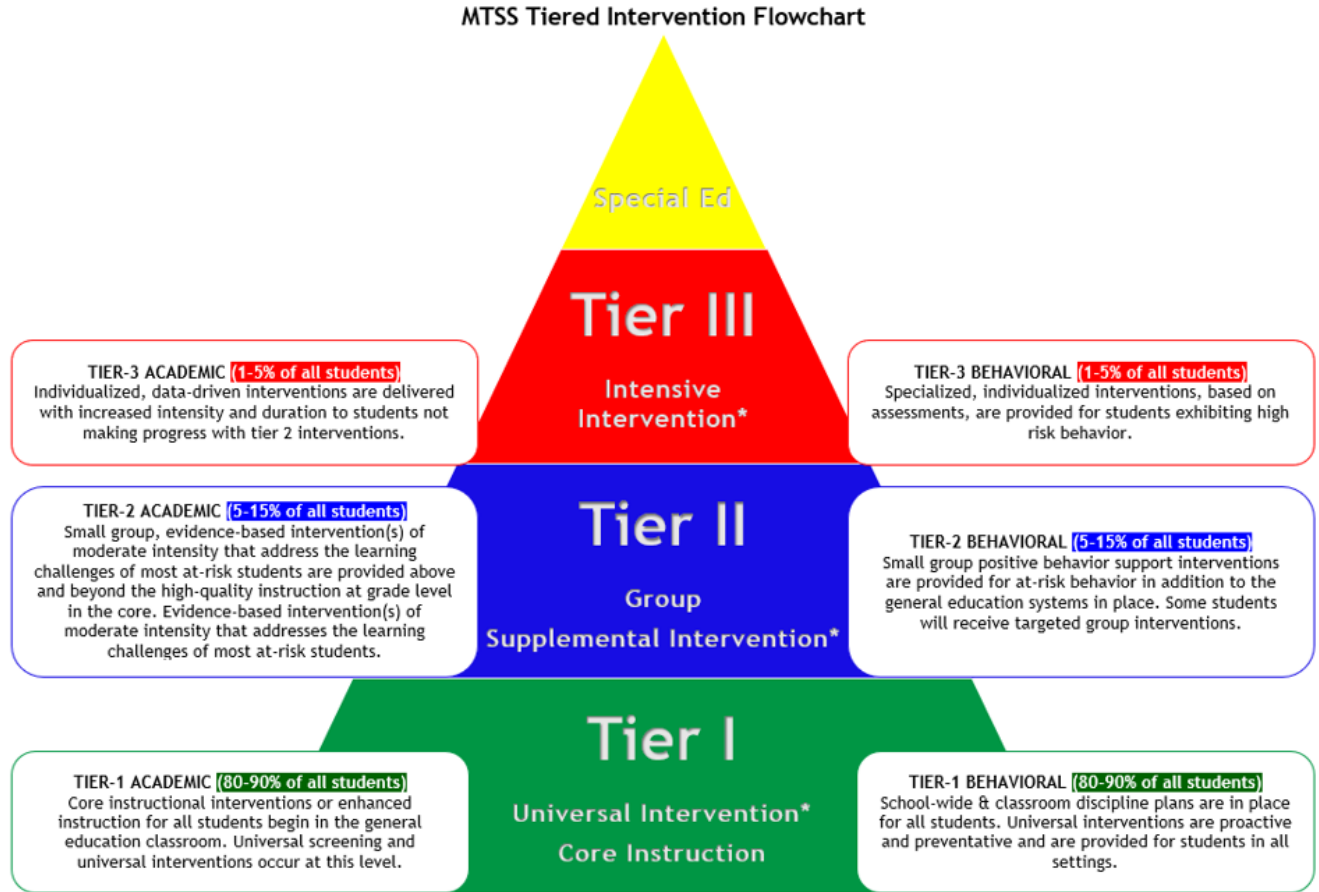 MTSS Tiered Intervention Flowchart
Special Ed
Tier III
Intensive
Intervention*
TIER-3 ACADEMIC (1-5% of all students)
Individualized, data-driven interventions are delivered
with increased intensity and duration to students not
making progress with tier 2 interventions.
TIER-3 BEHAVIORAL (1-5% of all students)
Specialized, individualized interventions, based on
assessments, are provided for students exhibiting high
risk behavior.
Tier II
Group
Supplemental Intervention*
TIER-2 ACADEMIC (5-15% of all students)
Small group, evidence-based intervention(s) of
moderate intensity that address the learning
challenges of most at-risk students are provided above
and beyond the high-quality instruction at grade level
in the core. Evidence-based intervention(s) of
moderate intensity that addresses the learning
challenges of most at-risk students.
TIER-2 BEHAVIORAL (5-15% of all students)
Small group positive behavior support interventions
are provided for at-risk behavior in addition to the
general education systems in place. Some students
will receive targeted group interventions.
Tier I
Universal Intervention*
Core Instruction
TIER-1 ACADEMIC (80-90% of all students)
Core instructional interventions or enhanced
instruction for all students begin in the general
education classroom. Universal screening and
universal interventions occur at this level.
TIER-1 BEHAVIORAL (80-90% of all students)
School-wide & classroom discipline plans are in place
for all students. Universal interventions are proactive
and preventative and are provided for students in all
settings.